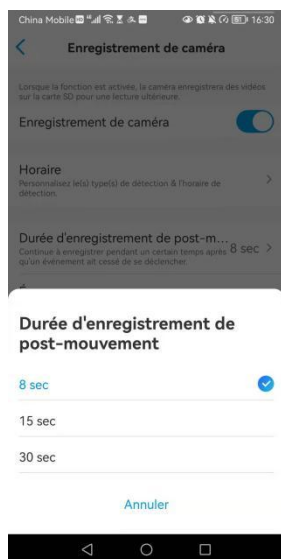 China Mobile 16:30
Enregistrement de caméra
Lorsque la fonction est activée, la caméra enregistrera des vidéos
sur la carte SD pour une lecture ultérieure.
Enregistrement de caméra
Horaire
Personnalisez le(s) type(s) de détection & l'horaire de
détection.
Durée d'enregistrement de post-m...
8 sec
Continue à enregistrer pendant un certain temps après
qu'un événement ait cessé de se déclencher.
Durée d'enregistrement de
post-mouvement
8 sec
15 sec
30 sec
Annuler